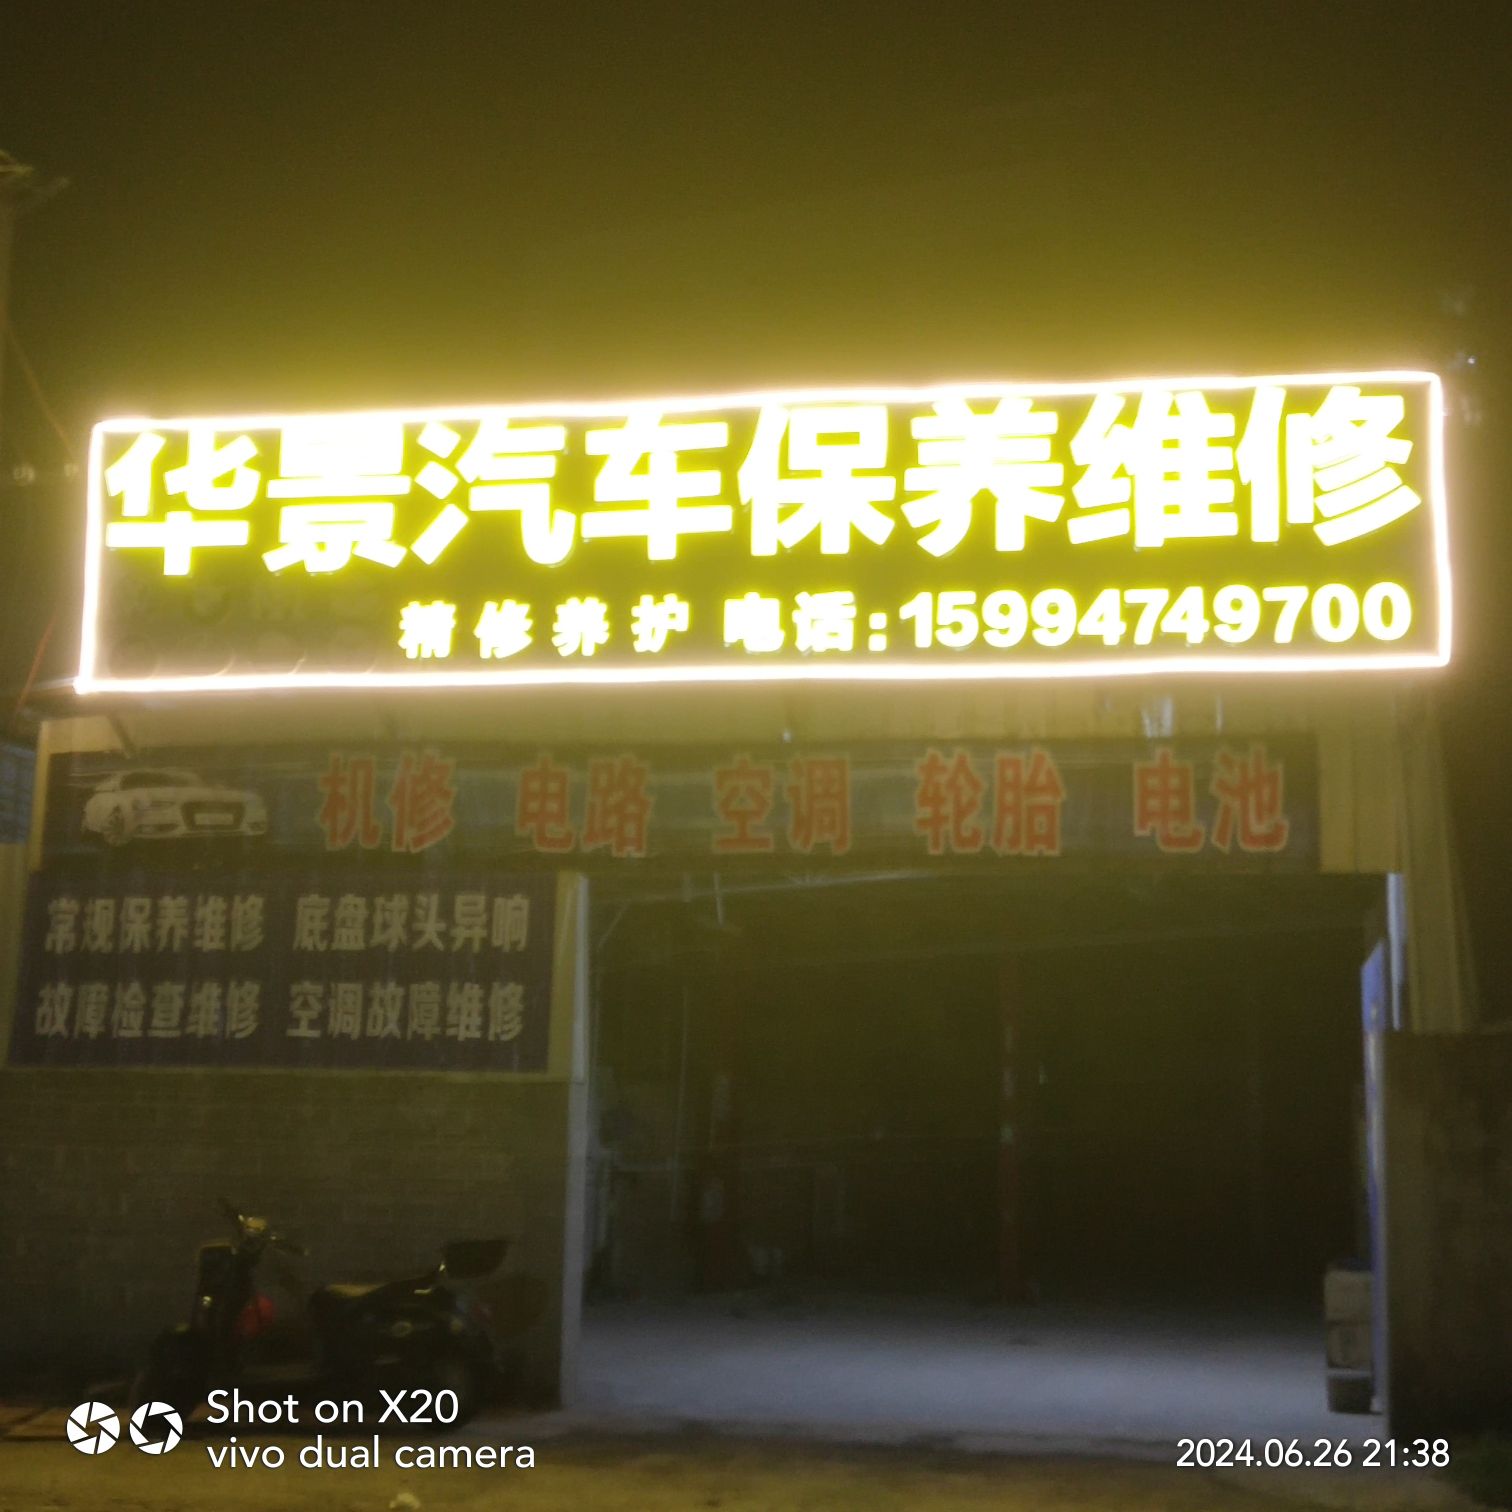 华景汽车保养维修
精修养护 电话:15994749700
机修 电路 空调 轮胎 电池
常规保养维修 底盘球头异响
故障检查维修 空调故障维修
Shot on X20
vivo dual camera
2024.06.26 21:38